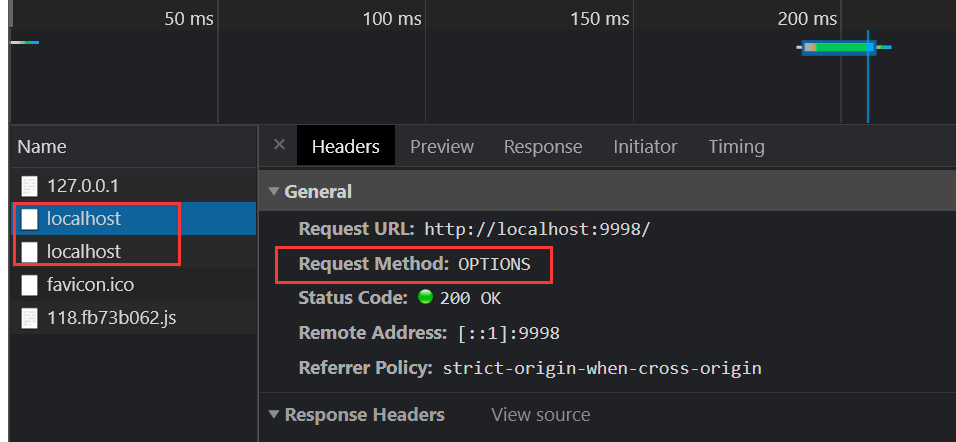 50 ms 100 ms 150 ms 200 ms
Name
127.0.0.1
localhost
localhost
favicon.ico
118.fb73b062.js
× Headers Preview Response Initiator Timing
General
Request URL: http://localhost:9998/
Request Method: OPTIONS
Status Code: 200 OK
Remote Address: [::1]:9998
Referrer Policy: strict-origin-when-cross-origin
Response Headers View source